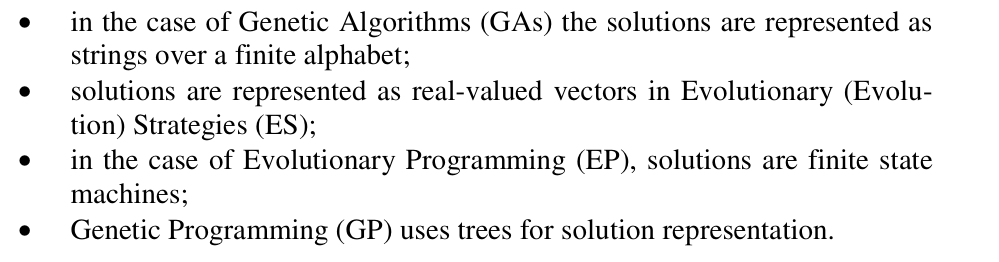 • in the case of Genetic Algorithms (GAs) the solutions are represented as
strings over a finite alphabet;
• solutions are represented as real-valued vectors in Evolutionary (Evolu-
tion) Strategies (ES);
• in the case of Evolutionary Programming (EP), solutions are finite state
machines;
• Genetic Programming (GP) uses trees for solution representation.